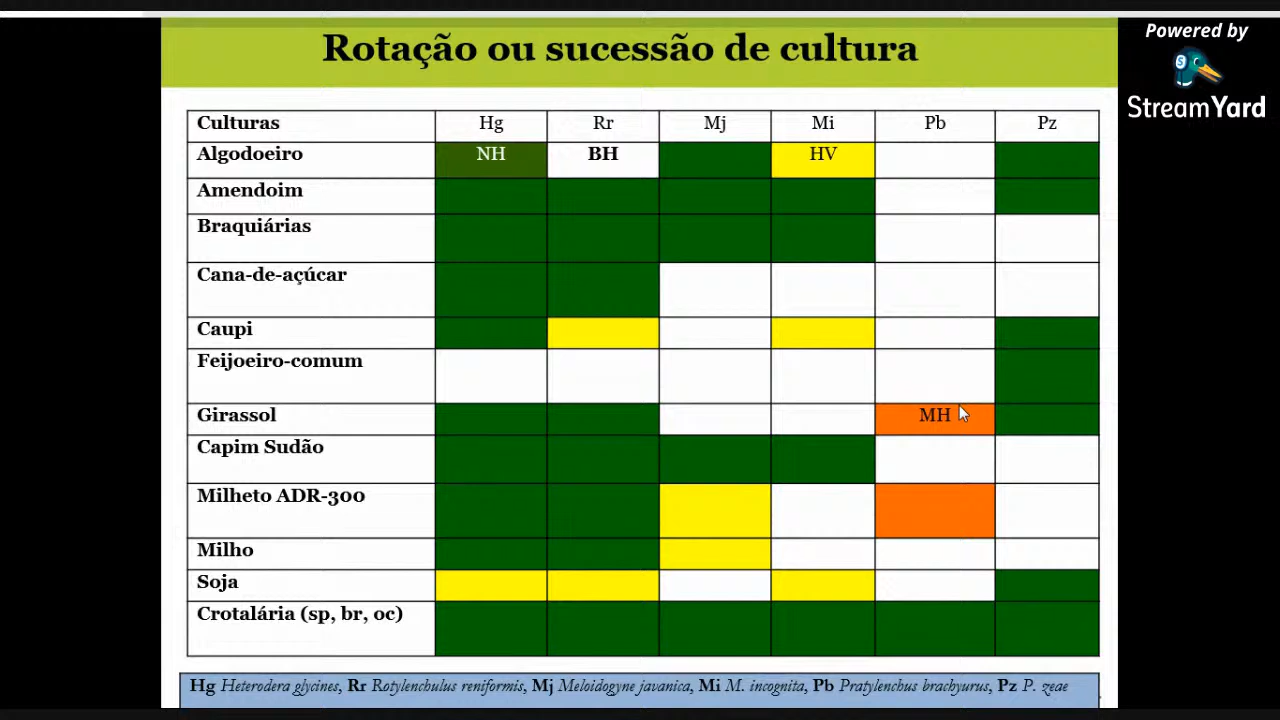 Powered by
StreamYard
Rotação ou sucessão de cultura
Culturas Hg Rr Mj Mi Pb Pz
Algodoeiro NH BH HV
Amendoim
Braquiárias
Cana-de-açúcar
Caupi
Feijoeiro-comum
Girassol MH
Capim Sudão
Milheto ADR-300
Milho
Soja
Crotalária (sp, br, oc)
Hg Heterodera glycines, Rr Rotylenchulus reniformis, Mj Meloidogyne javanica, Mi M. incognita, Pb Pratylenchus brachyurus, Pz P. zeae